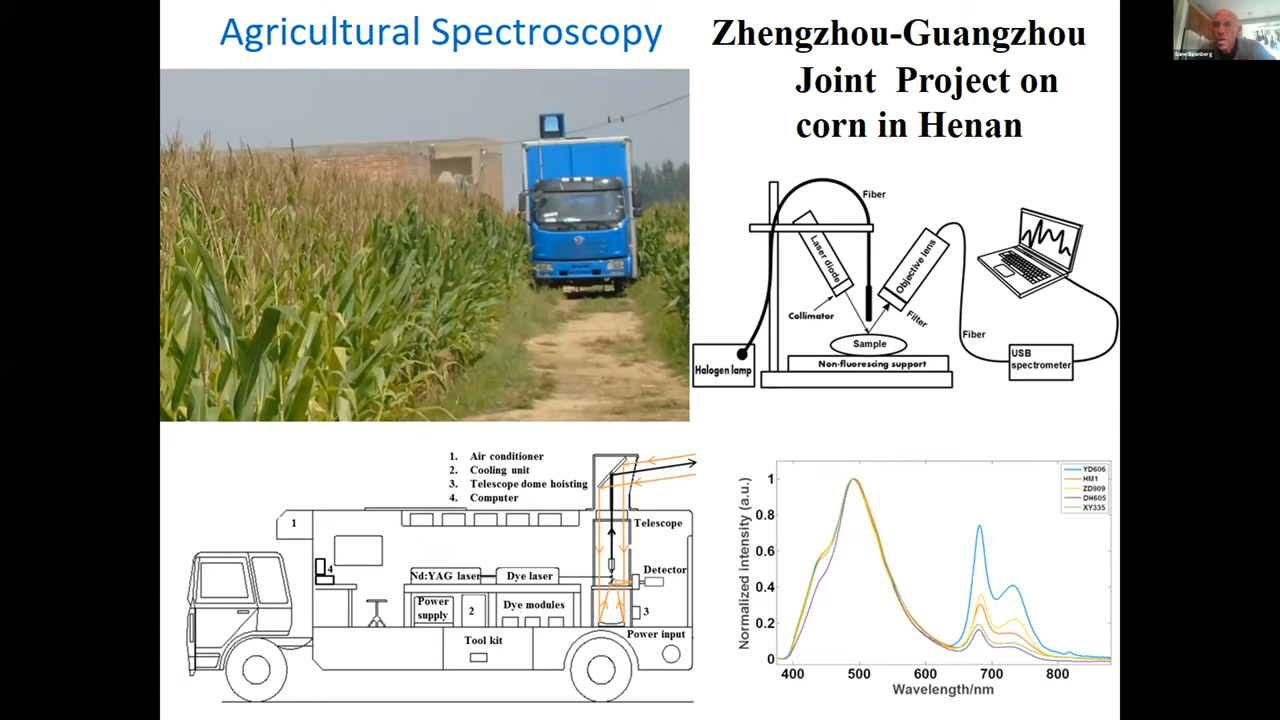 Agricultural Spectroscopy
Zhengzhou-Guangzhou
Joint Project on
corn in Henan
Sune Svanberg
Fiber
Laser diode
Objective lens
Collimator
Filter
Fiber
Sample
USB
spectrometer
Halogen lamp
Non-fluorescing support
1. Air conditioner
2. Cooling unit
3. Telescope dome hoisting
4. Computer
1
Telescope
4
Detector
Nd:YAG laser
Dye laser
Power
supply
2
Dye modules
3
Tool kit
Power input
Normalized intensity (a.u.)
1
0.8
0.6
0.4
0.2
0
YD606
HM1
ZD909
DH605
XY335
400
500
600
700
800
Wavelength/nm